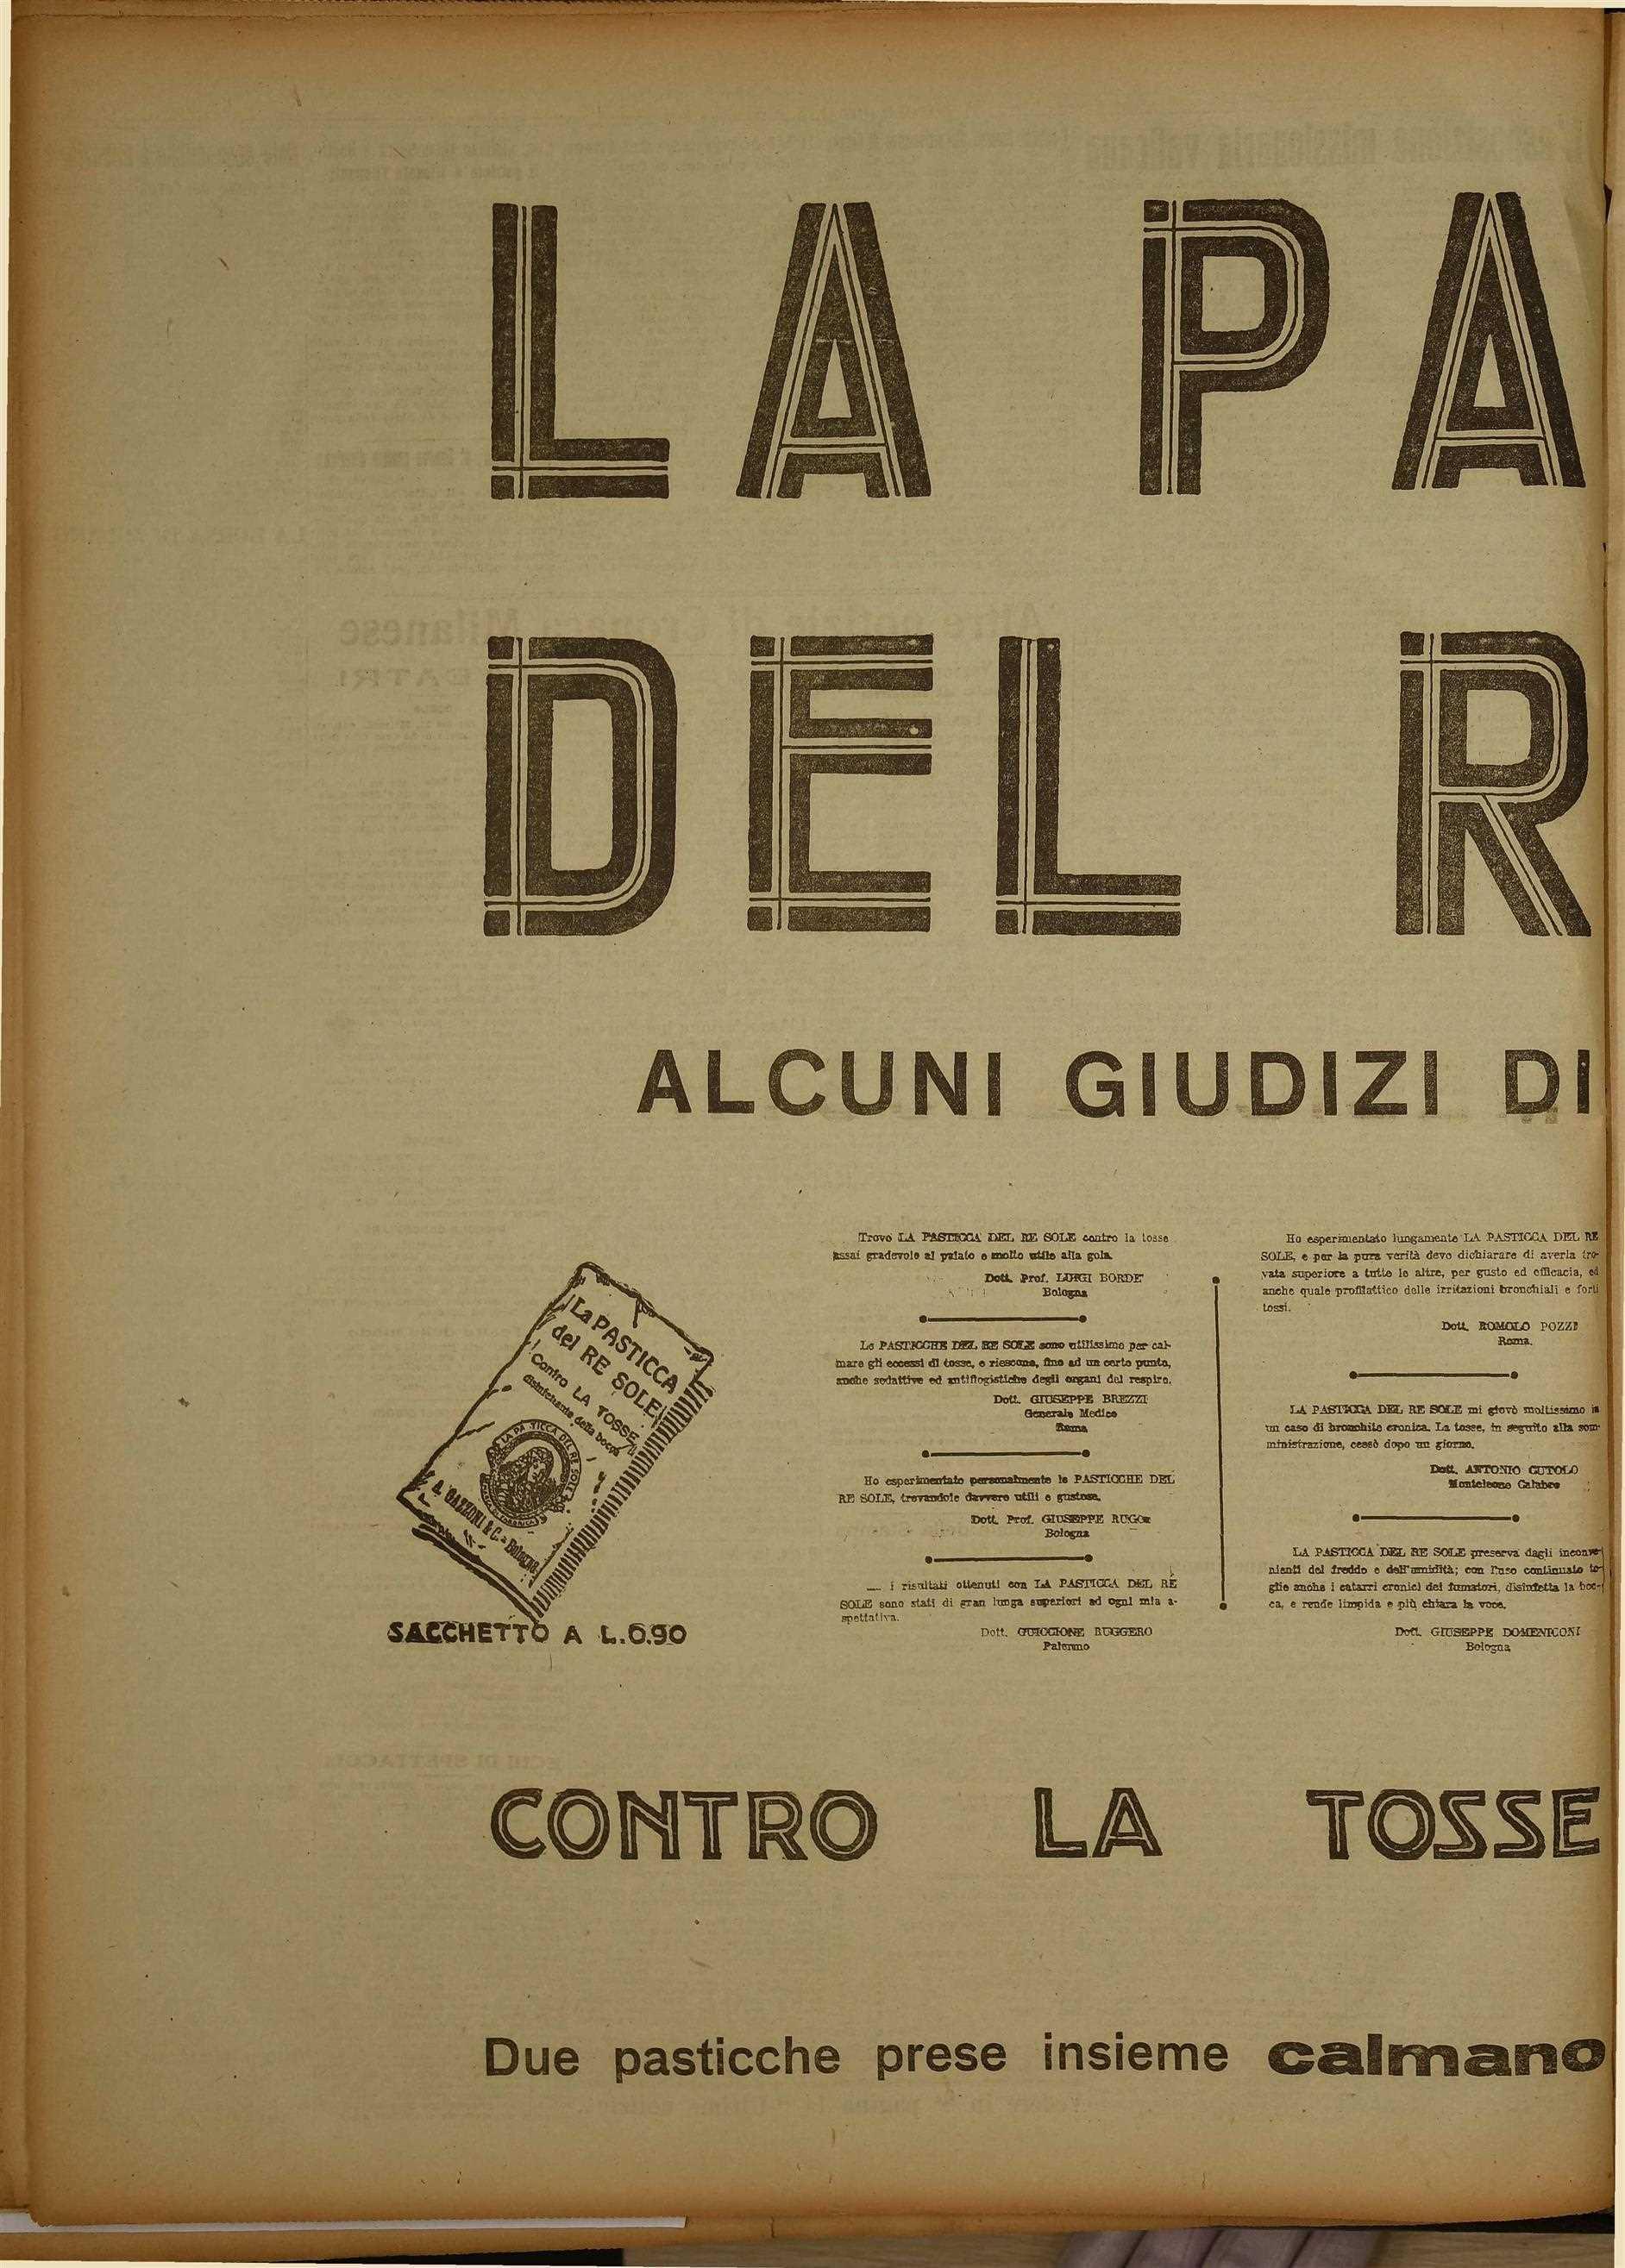 LA PA
DEL R
ALCUNI GIUDIZI DI
La PASTICCA
del RE SOLE
Contro LA TOSSE
disinfettante della bocca
LA PASTICCA DEL RE SOLE
A. GAZZONI & C. - Bologna
SACCHETTO A L.0.90
Trovo LA PASTICCA DEL RE SOLE contro la tosse
assai gradevole al palato e molto utile alla gola.
Dott. Prof. LUIGI BORDE'
Bologna
Le PASTICCHE DEL RE SOLE sono utilissime per cal-
mare gli eccessi di tosse, e riescono, fino ad un certo punto,
anche sedattive ed antiflogistiche degli organi del respiro.
Dott. GIUSEPPE BREZZI
Generale Medico
Roma
Ho esperimentato personalmente le PASTICCHE DEL
RE SOLE, trovandole davvero utili e gustose.
Dott. Prof. GIUSEPPE RUGGI
Bologna
... i risultati ottenuti con LA PASTICCA DEL RE
SOLE sono stati di gran lunga superiori ad ogni mia a-
spettativa.
Dott. GUICCIONE RUGGERO
Palermo
Ho esperimentato lungamente LA PASTICCA DEL RE
SOLE, e per la pura verità devo dichiarare di averla tro-
vata superiore a tutte le altre, per gusto ed efficacia, ed
anche quale profilattico delle irritazioni bronchiali e forti
tossi.
Dott. ROMOLO POZZI
Roma.
LA PASTICCA DEL RE SOLE mi giovò moltissimo in
un caso di bronchite cronica. La tosse, in seguito alla som-
ministrazione, cessò dopo un giorno.
Dott. ANTONIO CUTOLO
Monteleone Calabro
LA PASTICCA DEL RE SOLE preserva dagli inconve-
nienti del freddo e dell'umidità; con l'uso continuato to-
glie anche i catarri cronici dei fumatori, disinfetta la boc-
ca, e rende limpida e più chiara la voce.
Dott. GIUSEPPE DOMENICONI
Bologna
CONTRO LA TOSSE
Due pasticche prese insieme calmano